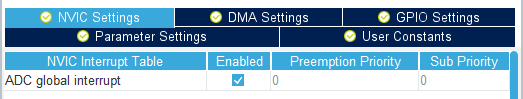 NVIC Settings DMA Settings GPIO Settings
Parameter Settings User Constants
NVIC Interrupt Table Enabled Preemption Priority Sub Priority
ADC global interrupt 0 0